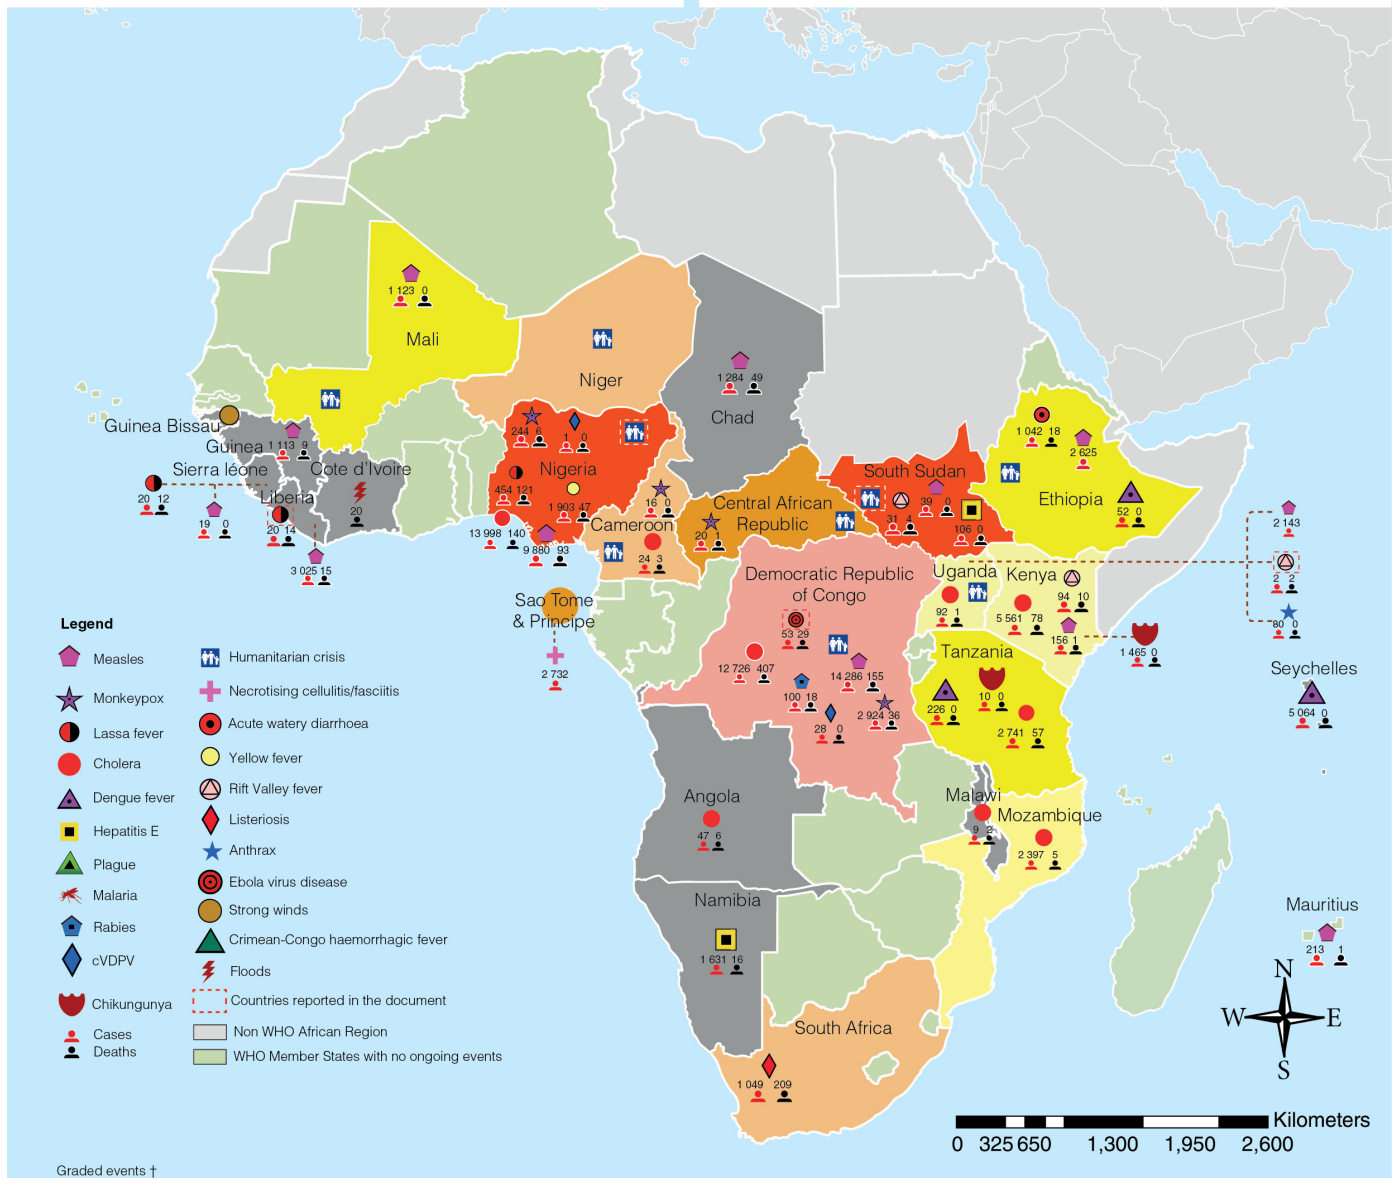 Mali
1 123 0
Niger
Chad
1 284 49
Guinea Bissau
Guinea
1 113 9
Sierra léone
Cote d'Ivoire
20
Liberia
20 14
20 12
19 0
3 025 15
Nigeria
244 6
1 0
454 121
1 903 47
13 998 140
9 880 93
Cameroon
16 0
24 3
Central African
Republic
20 1
South Sudan
39 0
31 4
106 0
Ethiopia
1 042 18
2 625
52 0
Uganda
92 1
Kenya
94 10
5 561 78
156 1
1 465 0
2 143
2 2
80 0
Sao Tome
& Principe
2 732
Democratic Republic
of Congo
53 29
12 726 407
14 286 155
100 18
2 924 36
28 0
Tanzania
226 0
10 0
2 741 57
Seychelles
5 064 0
Angola
47 6
Malawi
9 2
Mozambique
2 397 5
Namibia
1 631 16
South Africa
1 049 209
Mauritius
213 1
Legend
Measles
Monkeypox
Lassa fever
Cholera
Dengue fever
Hepatitis E
Plague
Malaria
Rabies
cVDPV
Chikungunya
Cases
Deaths
Humanitarian crisis
Necrotising cellulitis/fasciitis
Acute watery diarrhoea
Yellow fever
Rift Valley fever
Listeriosis
Anthrax
Ebola virus disease
Strong winds
Crimean-Congo haemorrhagic fever
Floods
Countries reported in the document
Non WHO African Region
WHO Member States with no ongoing events
N
W E
S
Kilometers
0 325 650 1,300 1,950 2,600
Graded events †